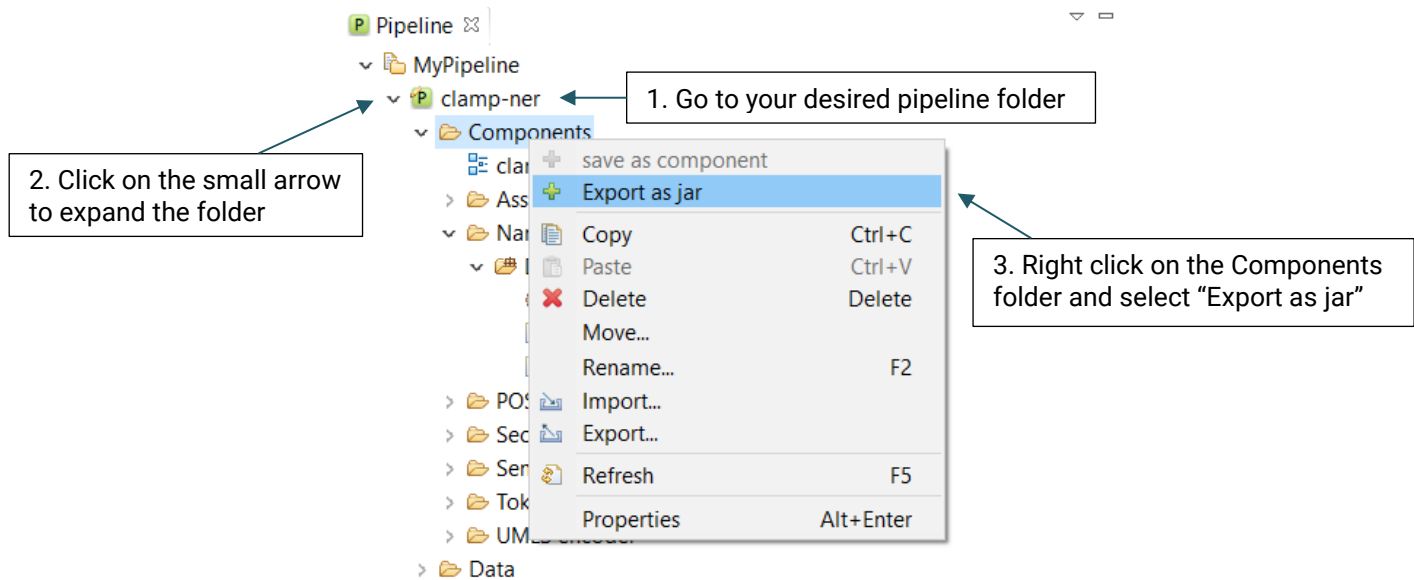 Pipeline
MyPipeline
clamp-ner
1. Go to your desired pipeline folder
Components
2. Click on the small arrow
to expand the folder
save as component
Export as jar
Copy Ctrl+C
Paste Ctrl+V
Delete Delete
Move...
Rename... F2
Import...
Export...
Refresh F5
Properties Alt+Enter
3. Right click on the Components
folder and select “Export as jar”
Data